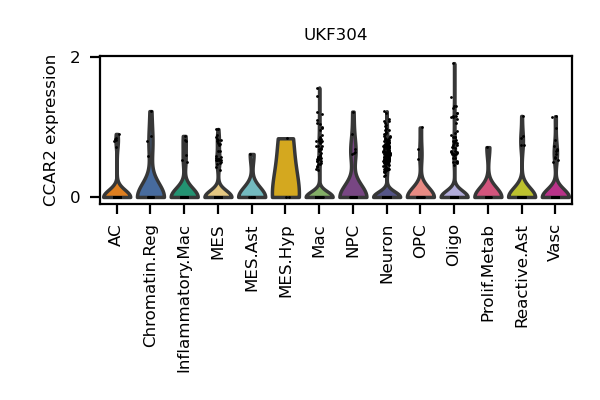 UKF304
CCAR2 expression
2
0
AC
Chromatin.Reg
Inflammatory.Mac
MES
MES.Ast
MES.Hyp
Mac
NPC
Neuron
OPC
Oligo
Prolif.Metab
Reactive.Ast
Vasc